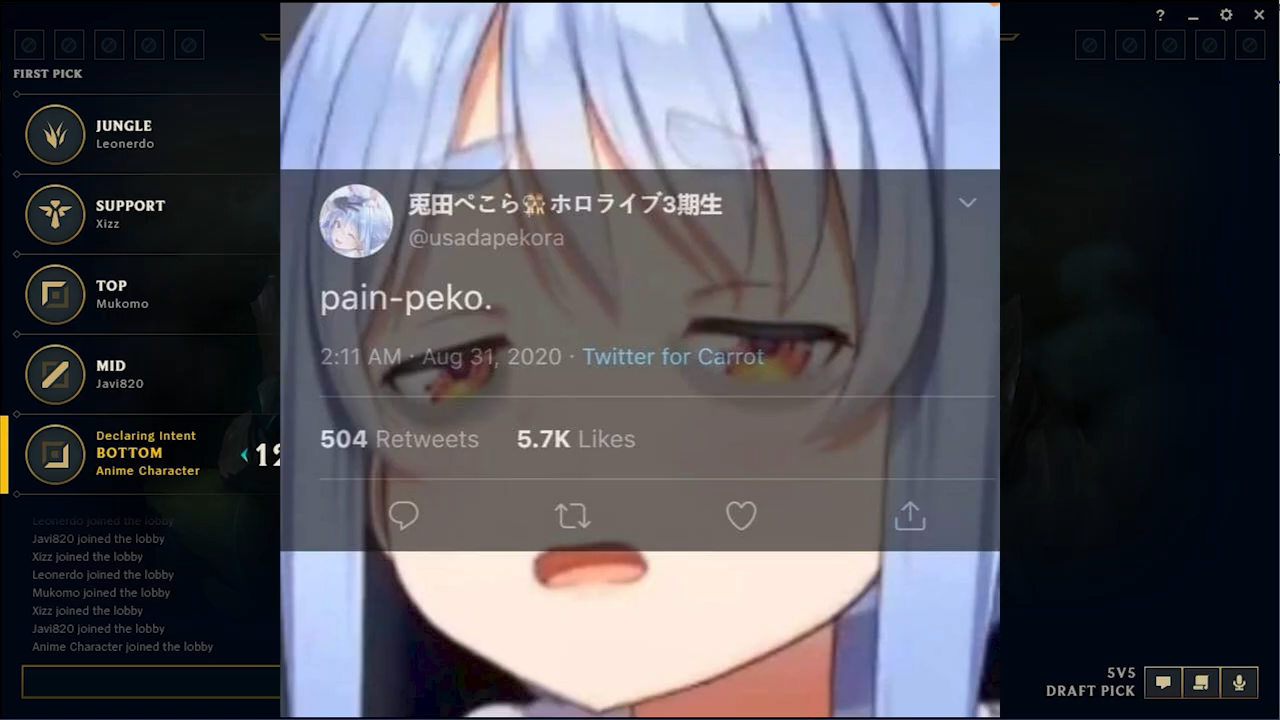 ?
FIRST PICK
JUNGLE
Leonerdo
SUPPORT
Xizz
TOP
Mukomo
MID
Javi820
Declaring Intent
BOTTOM
Anime Character
12
Leonerdo joined the lobby
Javi820 joined the lobby
Xizz joined the lobby
Leonerdo joined the lobby
Mukomo joined the lobby
Xizz joined the lobby
Javi820 joined the lobby
Anime Character joined the lobby
兎田ぺこら👯ホロライブ3期生
@usadapekora
pain-peko.
2:11 AM · Aug 31, 2020 · Twitter for Carrot
504 Retweets 5.7K Likes
5V5
DRAFT PICK